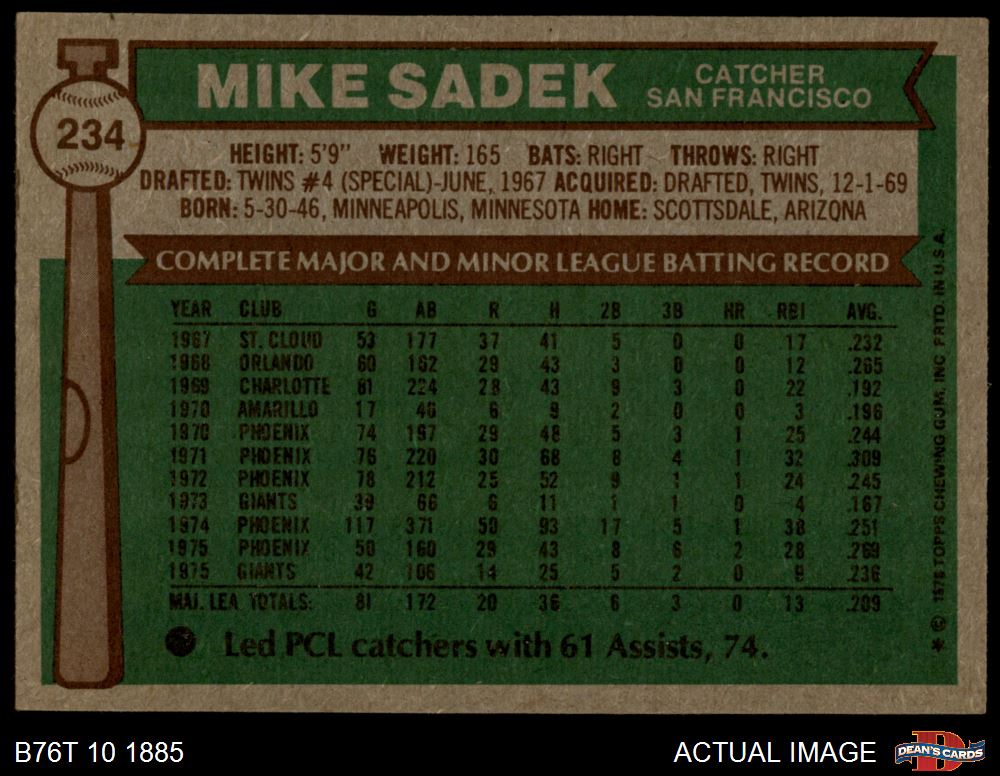 234
MIKE SADEK
CATCHER
SAN FRANCISCO
HEIGHT: 5'9" WEIGHT: 165 BATS: RIGHT THROWS: RIGHT
DRAFTED: TWINS #4 (SPECIAL)-JUNE, 1967 ACQUIRED: DRAFTED, TWINS, 12-1-69
BORN: 5-30-46, MINNEAPOLIS, MINNESOTA HOME: SCOTTSDALE, ARIZONA
COMPLETE MAJOR AND MINOR LEAGUE BATTING RECORD
YEAR CLUB G AB R H 2B 3B HR RBI AVG.
1967 ST. CLOUD 53 177 37 41 5 0 0 17 .232
1968 ORLANDO 60 162 29 43 3 0 0 12 .265
1969 CHARLOTTE 81 224 28 43 9 3 0 22 .192
1970 AMARILLO 17 46 6 9 2 0 0 3 .196
1970 PHOENIX 74 197 29 48 5 3 1 25 .244
1971 PHOENIX 76 220 30 68 8 4 1 32 .309
1972 PHOENIX 78 212 25 52 9 1 1 24 .245
1973 GIANTS 39 66 6 11 1 1 0 4 .167
1974 PHOENIX 117 371 50 93 17 5 1 38 .251
1975 PHOENIX 50 160 29 43 8 6 2 28 .269
1975 GIANTS 42 106 14 25 5 2 0 9 .236
MAJ. LEA TOTALS: 81 172 20 36 6 3 0 13 .209
Led PCL catchers with 61 Assists, 74.
* © 1976 TOPPS CHEWING GUM, INC PRTD. IN U.S.A.
B76T 10 1885
ACTUAL IMAGE
DEAN'S CARDS